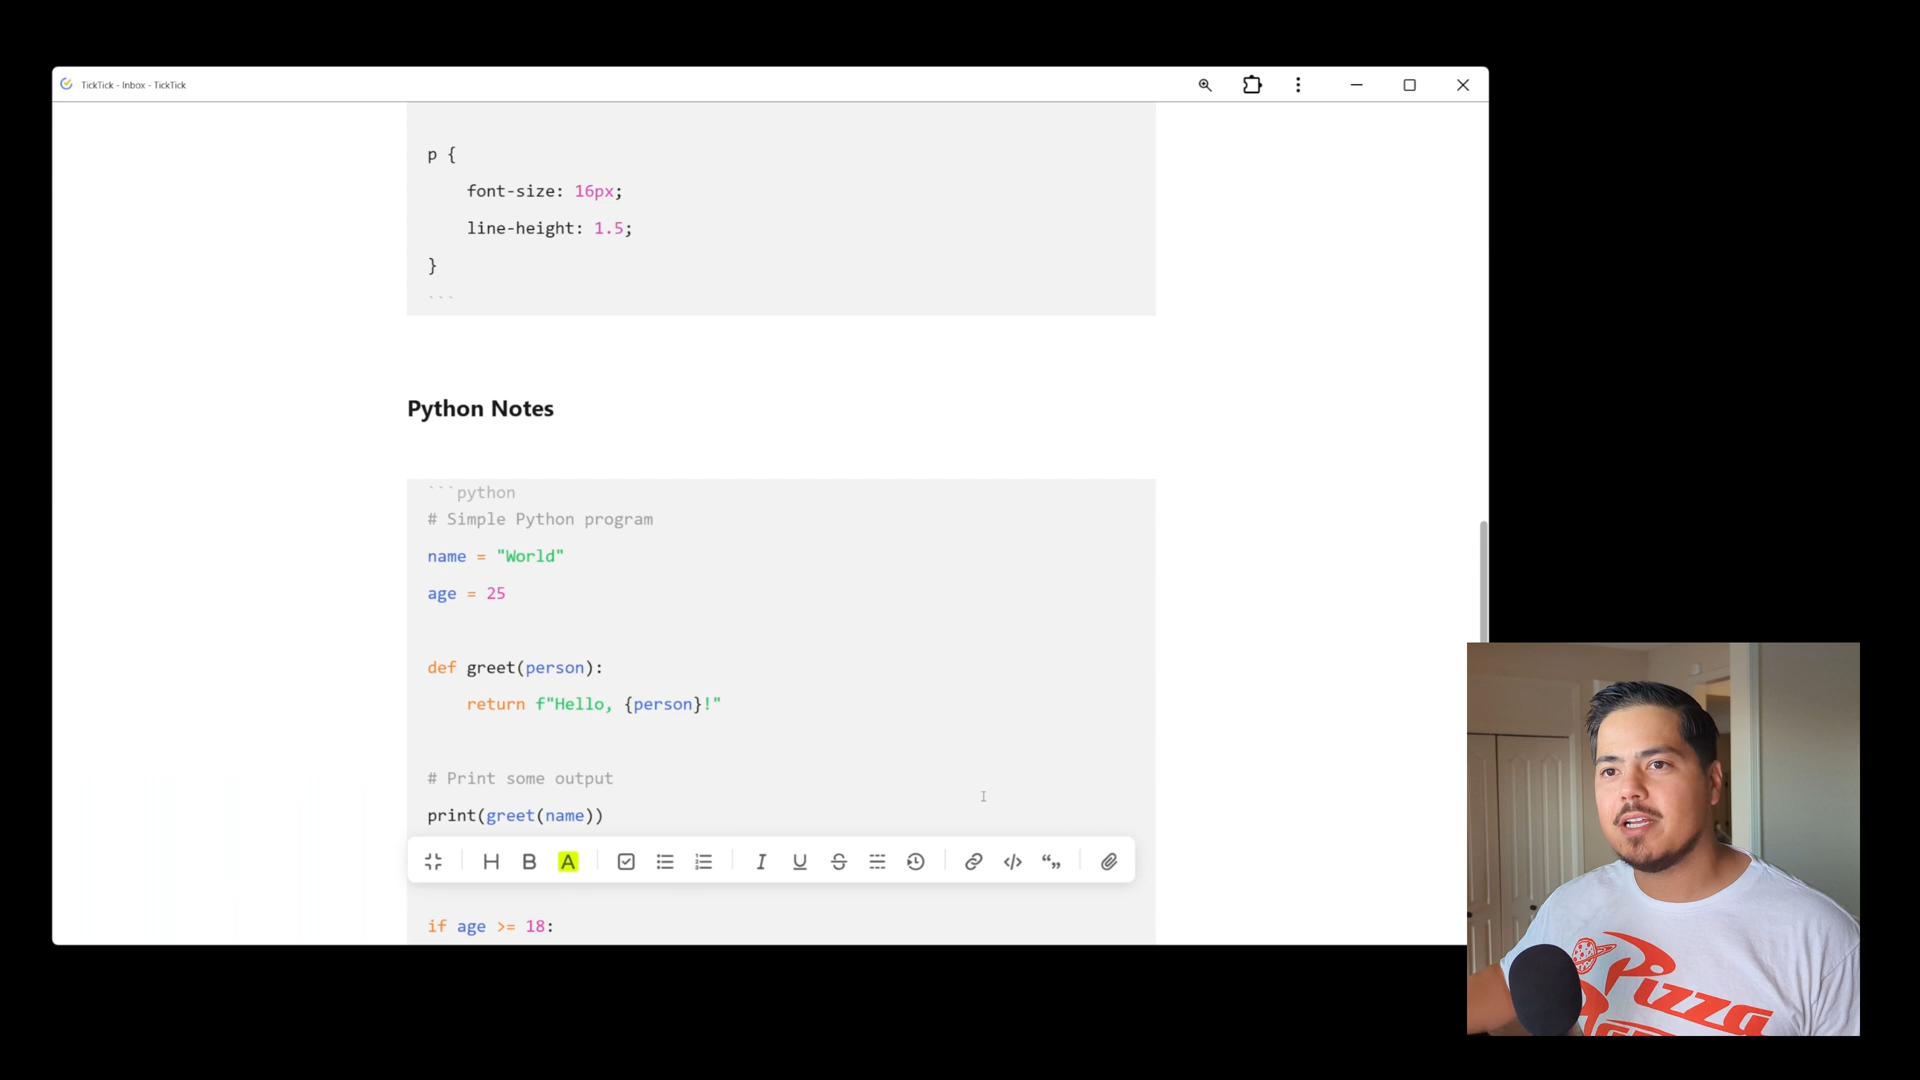 TickTick - Inbox - TickTick
p {
font-size: 16px;
line-height: 1.5;
}
```
Python Notes
```python
# Simple Python program
name = "World"
age = 25
def greet(person):
return f"Hello, {person}!"
# Print some output
print(greet(name))
H B A I U S </> “„
if age >= 18:
Pizza